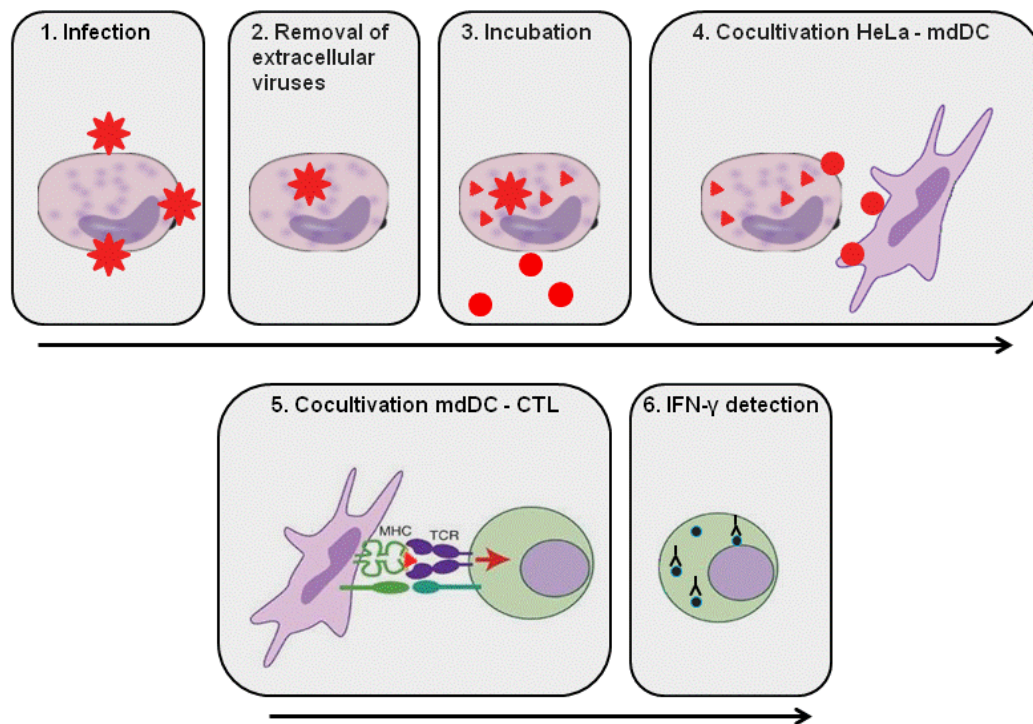 1. Infection
2. Removal of
extracellular
viruses
3. Incubation
4. Cocultivation HeLa - mdDC
5. Cocultivation mdDC - CTL
MHC
TCR
6. IFN-γ detection